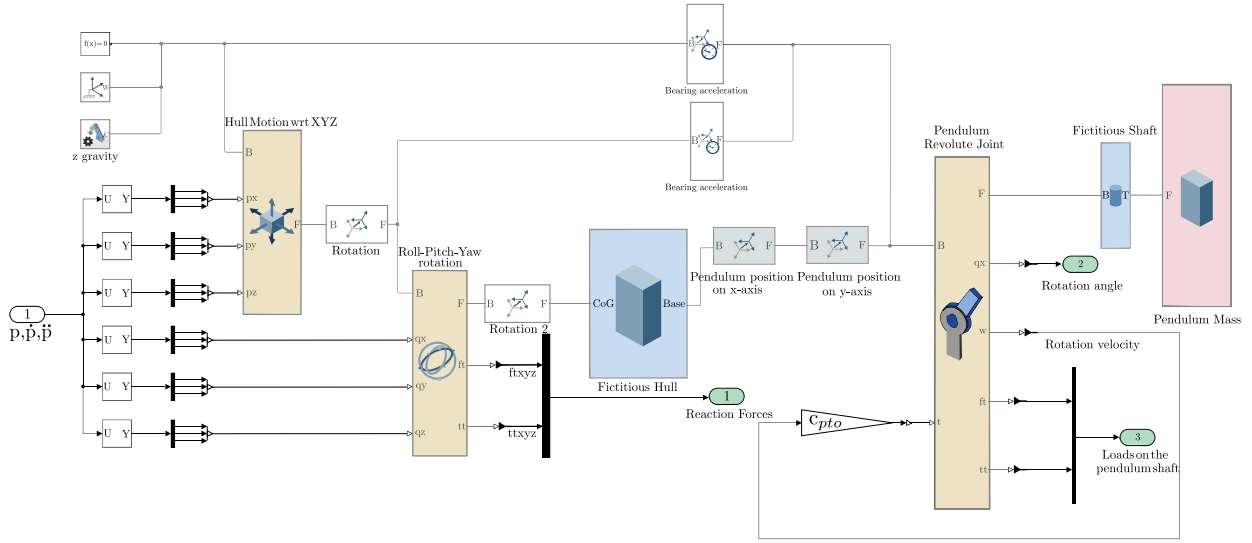 f(x)=0
W
C
z gravity
Hull Motion wrt XYZ
B
px
py
pz
F
B
F
Rotation
B
F
Bearing acceleration
B
F
Bearing acceleration
U Y
U Y
U Y
U Y
U Y
U Y
1
p,ṗ,p̈
Roll-Pitch-Yaw
rotation
B
F
qx
ft
qy
qz
tt
B
F
Rotation 2
ftxyz
ttxyz
CoG
Base
Fictitious Hull
1
Reaction Forces
B
F
Pendulum position
on x-axis
B
F
Pendulum position
on y-axis
Pendulum
Revolute Joint
F
B
qx
w
ft
t
tt
cpto
2
Rotation angle
Rotation velocity
3
Loads on the
pendulum shaft
Fictitious Shaft
B
T
F
Pendulum Mass